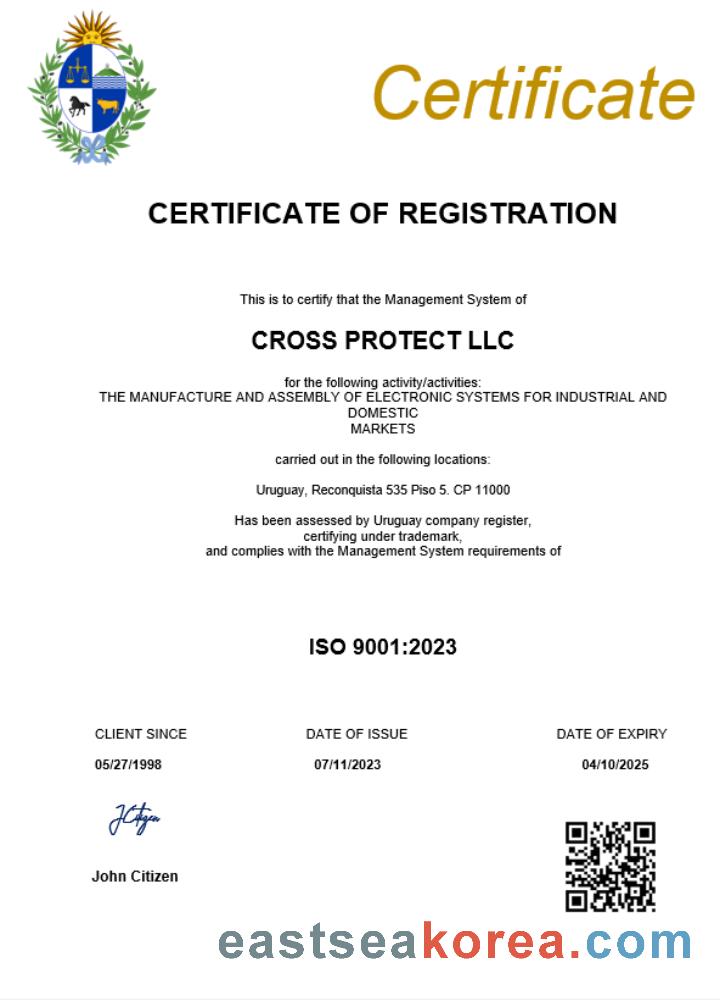 Certificate
CERTIFICATE OF REGISTRATION
This is to certify that the Management System of
CROSS PROTECT LLC
for the following activity/activities:
THE MANUFACTURE AND ASSEMBLY OF ELECTRONIC SYSTEMS FOR INDUSTRIAL AND
DOMESTIC
MARKETS
carried out in the following locations:
Uruguay, Reconquista 535 Piso 5. CP 11000
Has been assessed by Uruguay company register,
certifying under trademark,
and complies with the Management System requirements of
ISO 9001:2023
CLIENT SINCE DATE OF ISSUE DATE OF EXPIRY
05/27/1998 07/11/2023 04/10/2025
JCitizen
John Citizen
eastseakorea.com